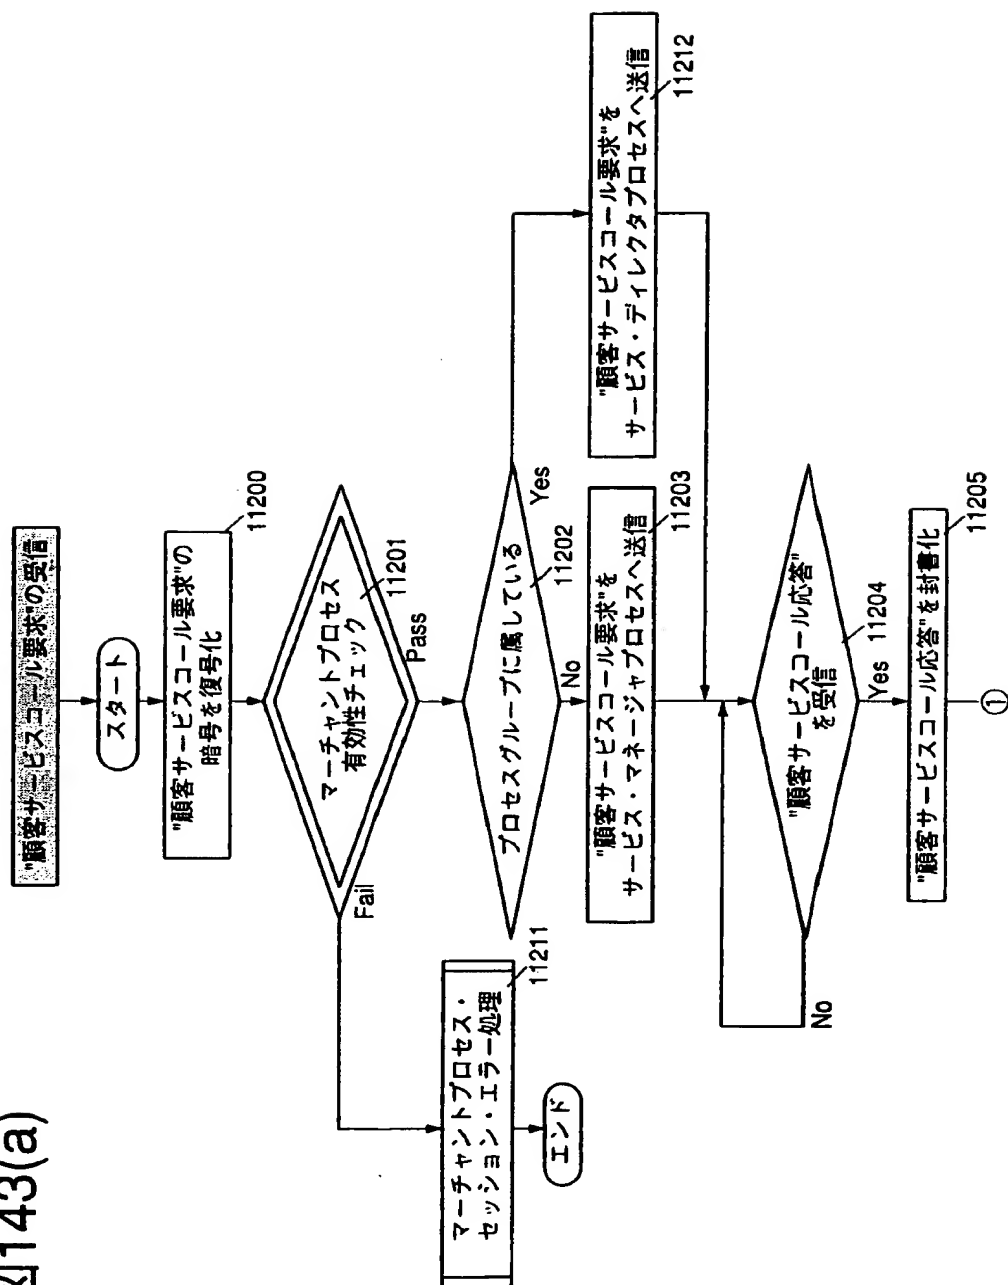 図143(a)
"顧客サービスコール要求"の受信
スタート
"顧客サービスコール要求"の
暗号を復号化
11200
マーチャントプロセス
有効性チェック
11201
Fail
Pass
マーチャントプロセス・
セッション・エラー処理
11211
エンド
プロセスグループに属している
11202
Yes
No
"顧客サービスコール要求"を
サービス・マネージャプロセスへ送信
11203
"顧客サービスコール要求"を
サービス・ディレクタプロセスへ送信
11212
"顧客サービスコール応答"
を受信
11204
No
Yes
"顧客サービスコール応答"を封書化
11205
①